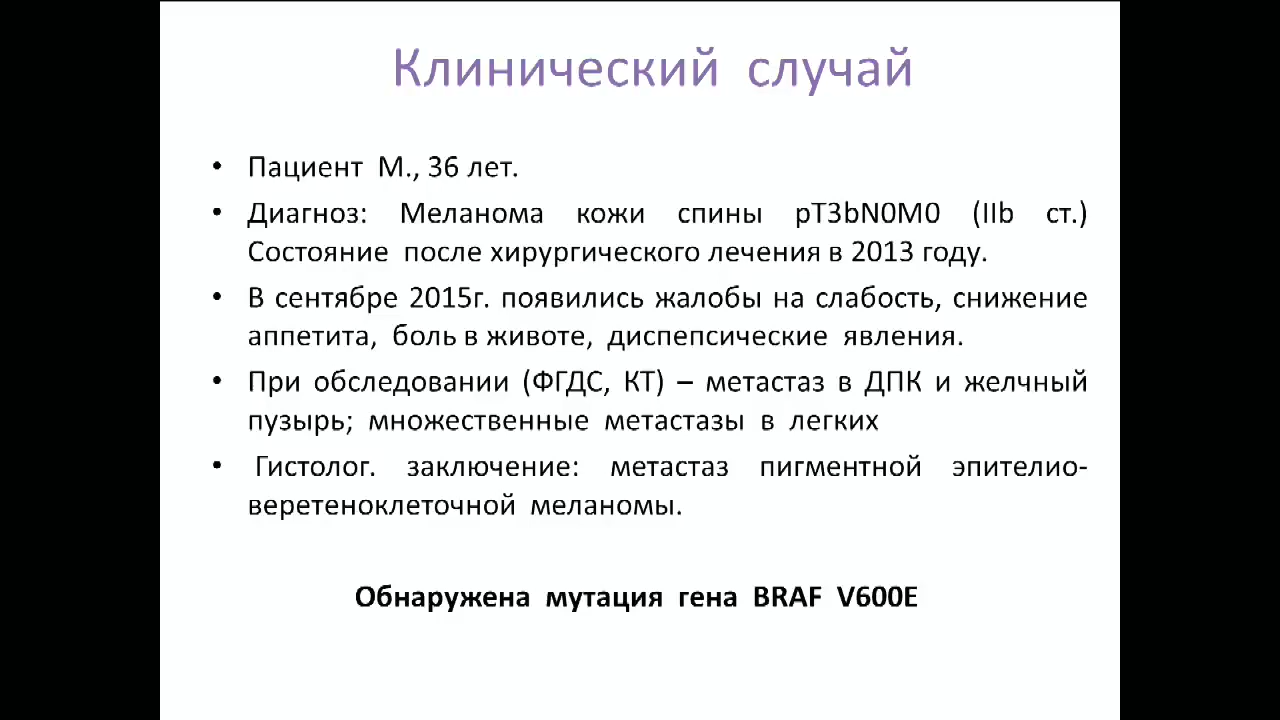 Клинический случай
• Пациент М., 36 лет.
• Диагноз: Меланома кожи спины pT3bN0M0 (IIb ст.)
Состояние после хирургического лечения в 2013 году.
• В сентябре 2015г. появились жалобы на слабость, снижение
аппетита, боль в животе, диспепсические явления.
• При обследовании (ФГДС, КТ) – метастаз в ДПК и желчный
пузырь; множественные метастазы в легких
• Гистолог. заключение: метастаз пигментной эпителио-
веретеноклеточной меланомы.
Обнаружена мутация гена BRAF V600E